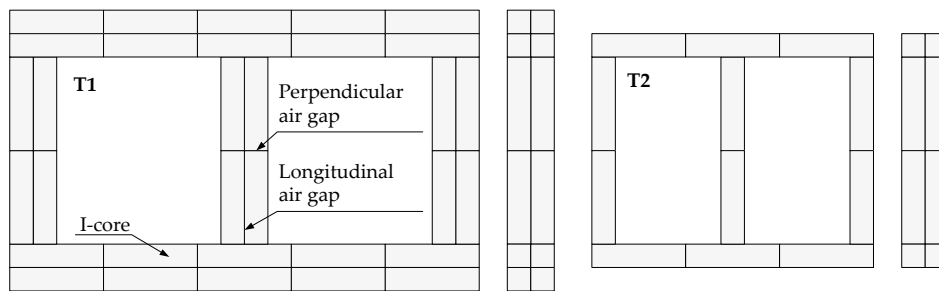 T1
Perpendicular
air gap
Longitudinal
air gap
I-core
T2